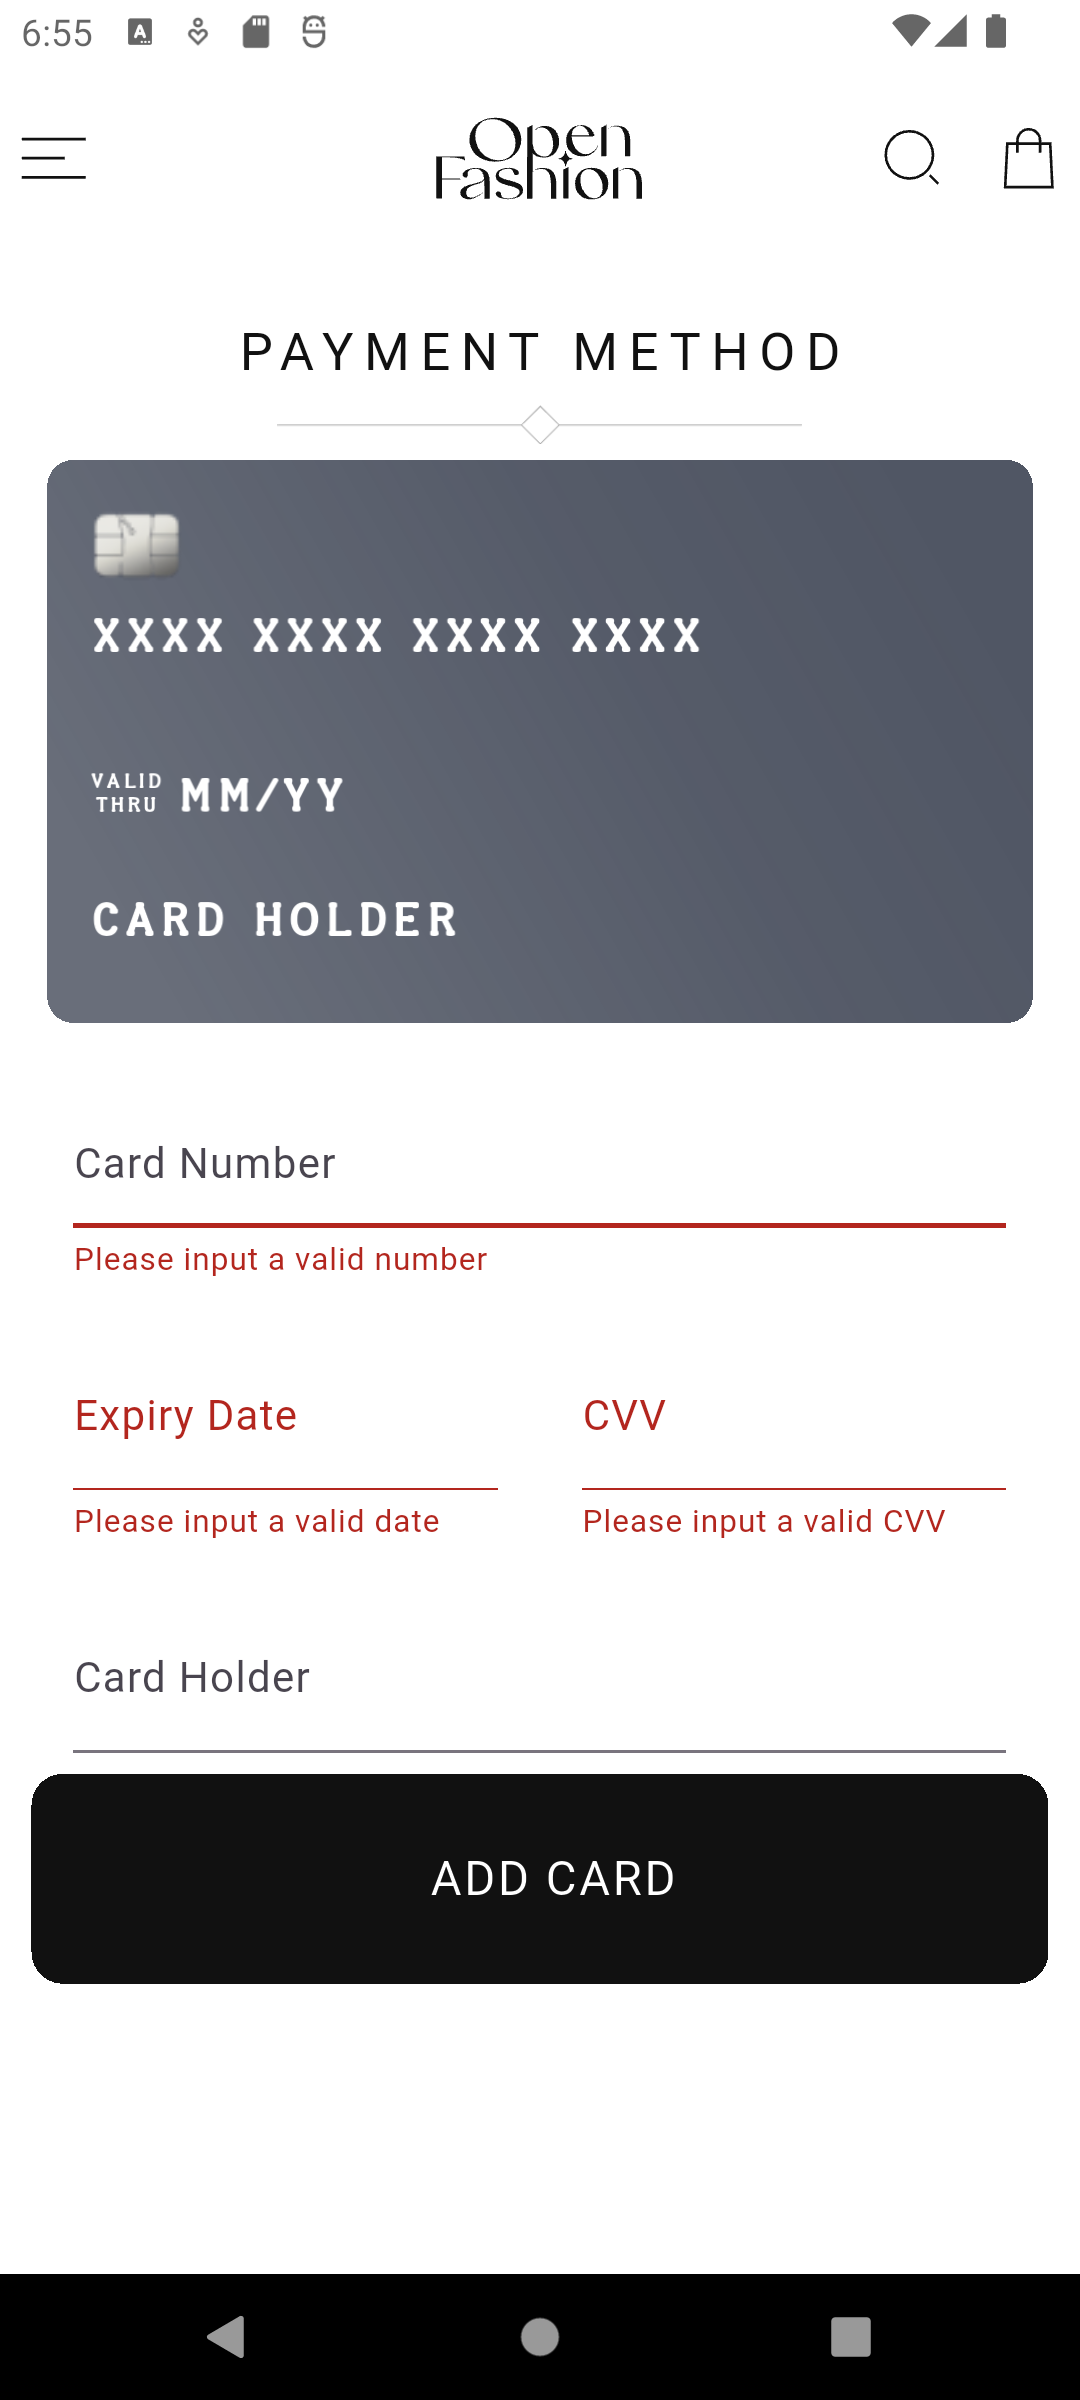 6:55
Open
Fashion
PAYMENT METHOD
XXXX XXXX XXXX XXXX
VALID
THRU MM/YY
CARD HOLDER
Card Number
Please input a valid number
Expiry Date CVV
Please input a valid date Please input a valid CVV
Card Holder
ADD CARD